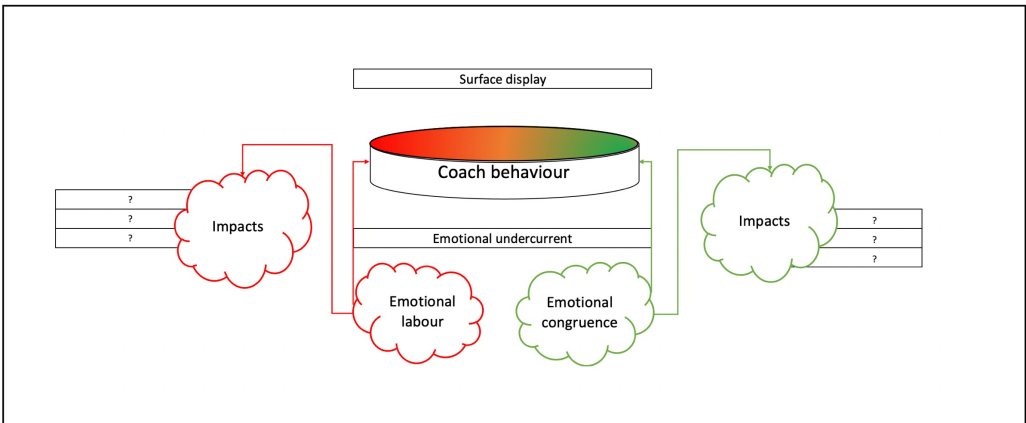 Surface display
Coach behaviour
?
?
?
Impacts
Impacts
?
?
?
Emotional undercurrent
Emotional
labour
Emotional
congruence